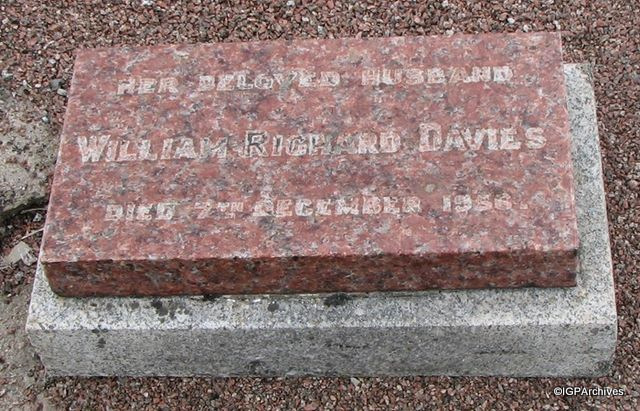 HER BELOVED HUSBAND
WILLIAM RICHARD DAVIES
DIED 7TH DECEMBER 1956.
©IGPArchives